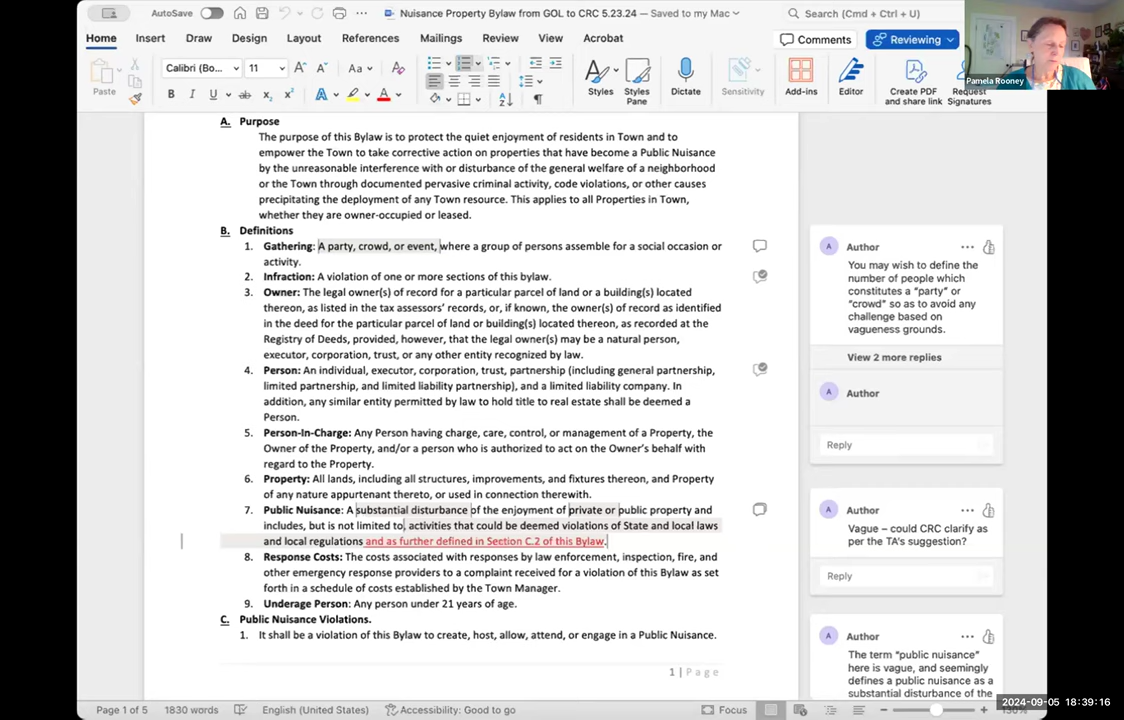 AutoSave
Nuisance Property Bylaw from GOL to CRC 5.23.24 — Saved to my Mac
Search (Cmd + Ctrl + U)
Home Insert Draw Design Layout References Mailings Review View Acrobat
Comments Reviewing
Pamela Rooney
Paste
Calibri (Bo... 11
Styles
Styles Pane
Dictate
Sensitivity
Add-ins
Editor
Create PDF and share link
Request Signatures
A. Purpose
The purpose of this Bylaw is to protect the quiet enjoyment of residents in Town and to
empower the Town to take corrective action on properties that have become a Public Nuisance
by the unreasonable interference with or disturbance of the general welfare of a neighborhood
or the Town through documented pervasive criminal activity, code violations, or other causes
precipitating the deployment of any Town resource. This applies to all Properties in Town,
whether they are owner-occupied or leased.
B. Definitions
1. Gathering: A party, crowd, or event, where a group of persons assemble for a social occasion or
activity.
2. Infraction: A violation of one or more sections of this bylaw.
3. Owner: The legal owner(s) of record for a particular parcel of land or a building(s) located
thereon, as listed in the tax assessors' records, or, if known, the owner(s) of record as identified
in the deed for the particular parcel of land or building(s) located thereon, as recorded at the
Registry of Deeds, provided, however, that the legal owner(s) may be a natural person,
executor, corporation, trust, or any other entity recognized by law.
4. Person: An individual, executor, corporation, trust, partnership (including general partnership,
limited partnership, and limited liability partnership), and a limited liability company. In
addition, any similar entity permitted by law to hold title to real estate shall be deemed a
Person.
5. Person-In-Charge: Any Person having charge, care, control, or management of a Property, the
Owner of the Property, and/or a person who is authorized to act on the Owner's behalf with
regard to the Property.
6. Property: All lands, including all structures, improvements, and fixtures thereon, and Property
of any nature appurtenant thereto, or used in connection therewith.
7. Public Nuisance: A substantial disturbance of the enjoyment of private or public property and
includes, but is not limited to, activities that could be deemed violations of State and local laws
and local regulations and as further defined in Section C.2 of this Bylaw.
8. Response Costs: The costs associated with responses by law enforcement, inspection, fire, and
other emergency response providers to a complaint received for a violation of this Bylaw as set
forth in a schedule of costs established by the Town Manager.
9. Underage Person: Any person under 21 years of age.
C. Public Nuisance Violations.
1. It shall be a violation of this Bylaw to create, host, allow, attend, or engage in a Public Nuisance.
1 | Page
A Author
You may wish to define the
number of people which
constitutes a "party" or
"crowd" so as to avoid any
challenge based on
vagueness grounds.
View 2 more replies
A Author
Reply
A Author
Vague – could CRC clarify as
per the TA's suggestion?
Reply
A Author
The term "public nuisance"
here is vague, and seemingly
defines a public nuisance as a
substantial disturbance of the
Page 1 of 5 1830 words English (United States) Accessibility: Good to go Focus
2024-09-05 18:39:16